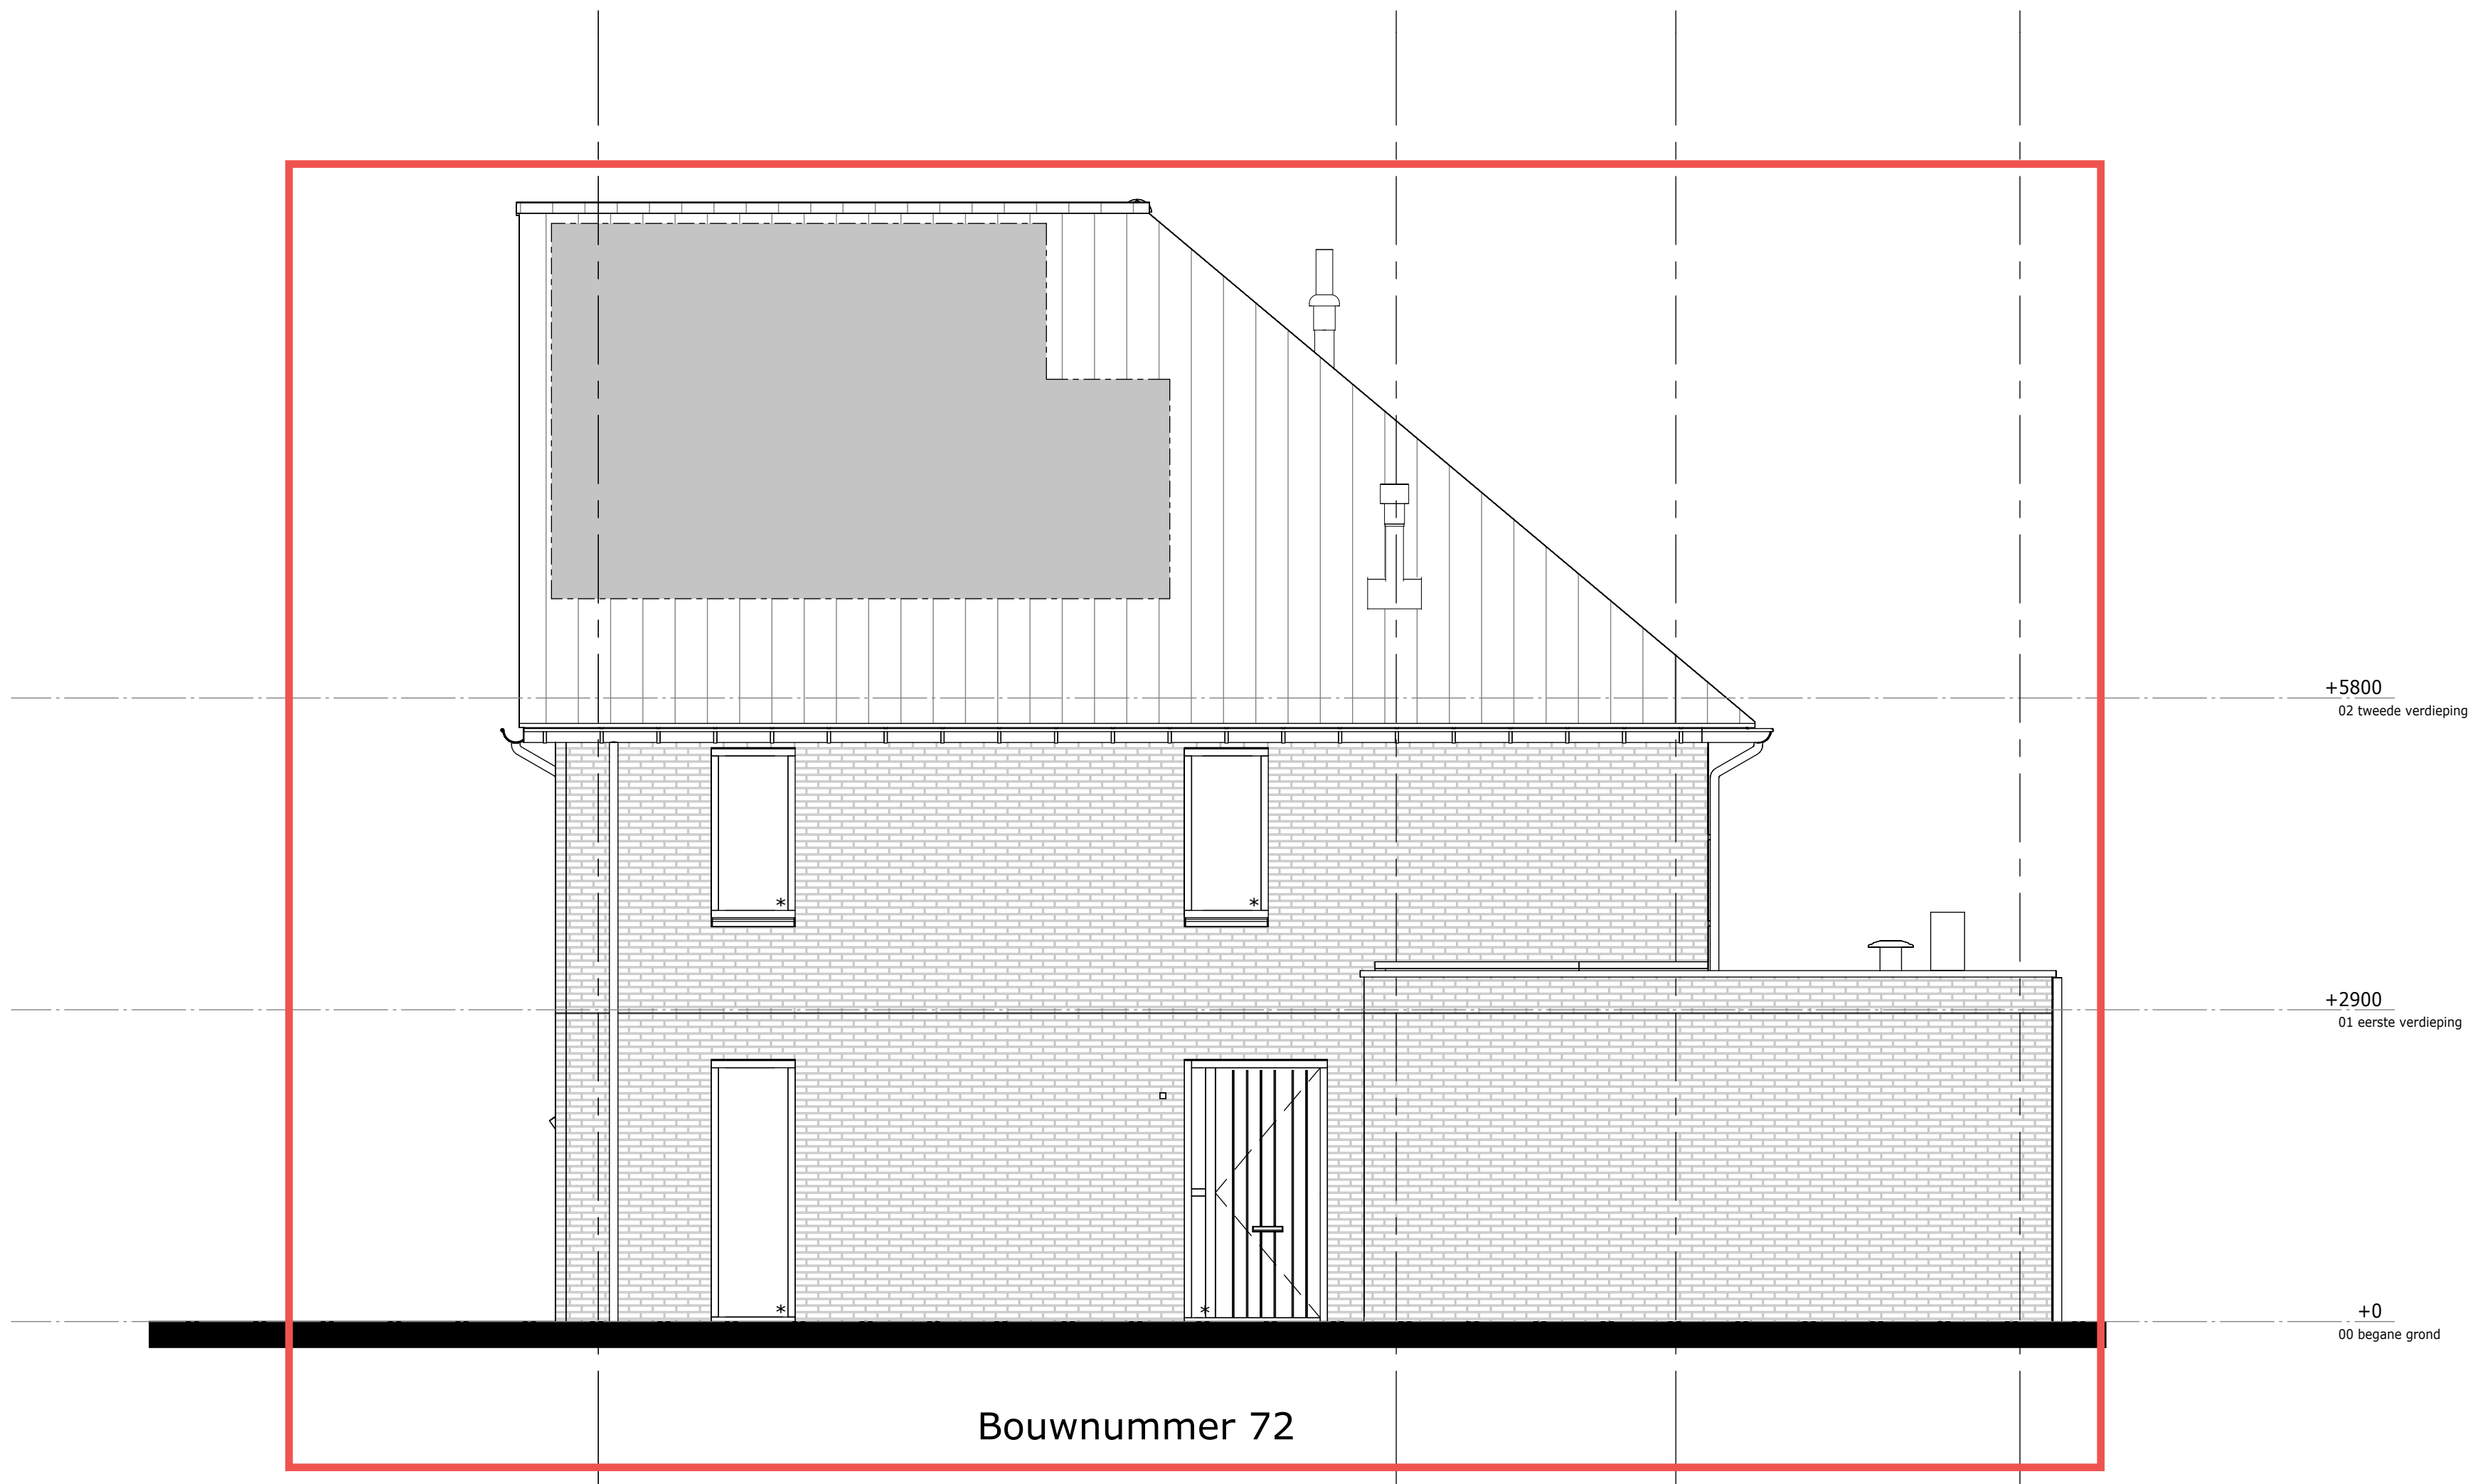 +5800
02 tweede verdieping
*
*
+2900
01 eerste verdieping
*
*
+0
00 begane grond
Bouwnummer 72